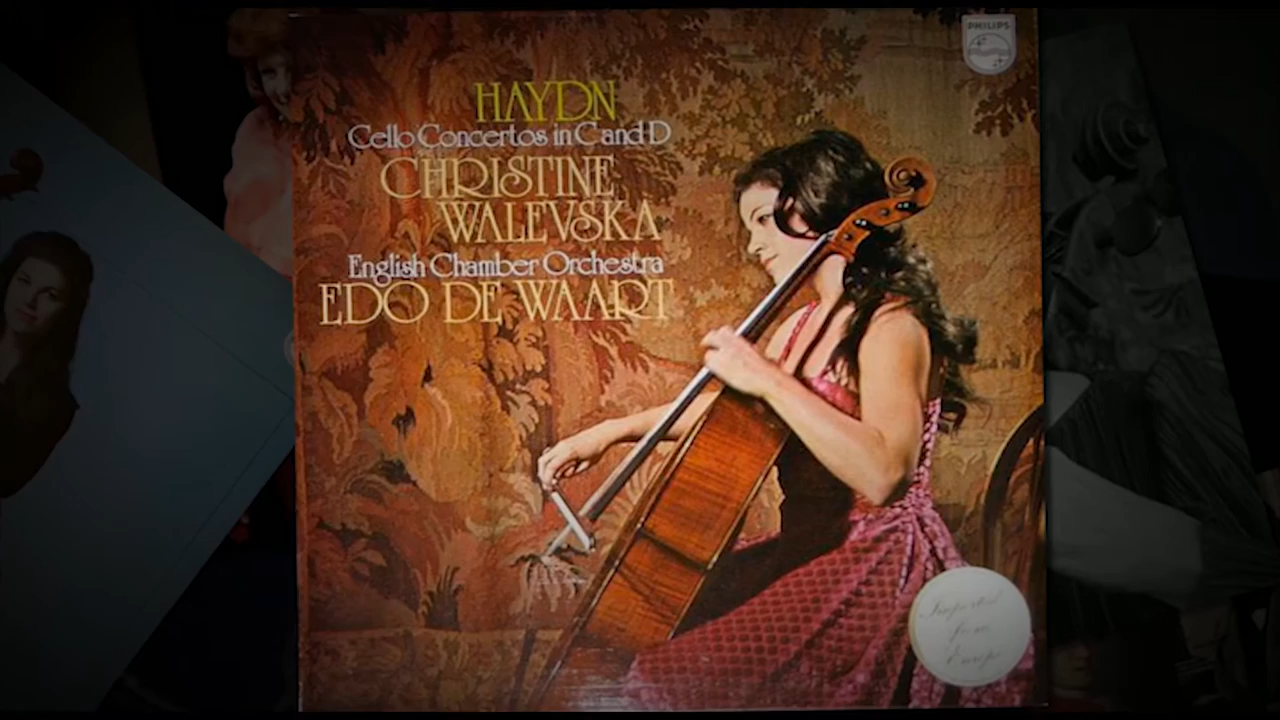 PHILIPS
HAYDN
Cello Concertos in C and D
CHRISTINE
WALEVSKA
English Chamber Orchestra
EDO DE WAART
Imported
from
Europe